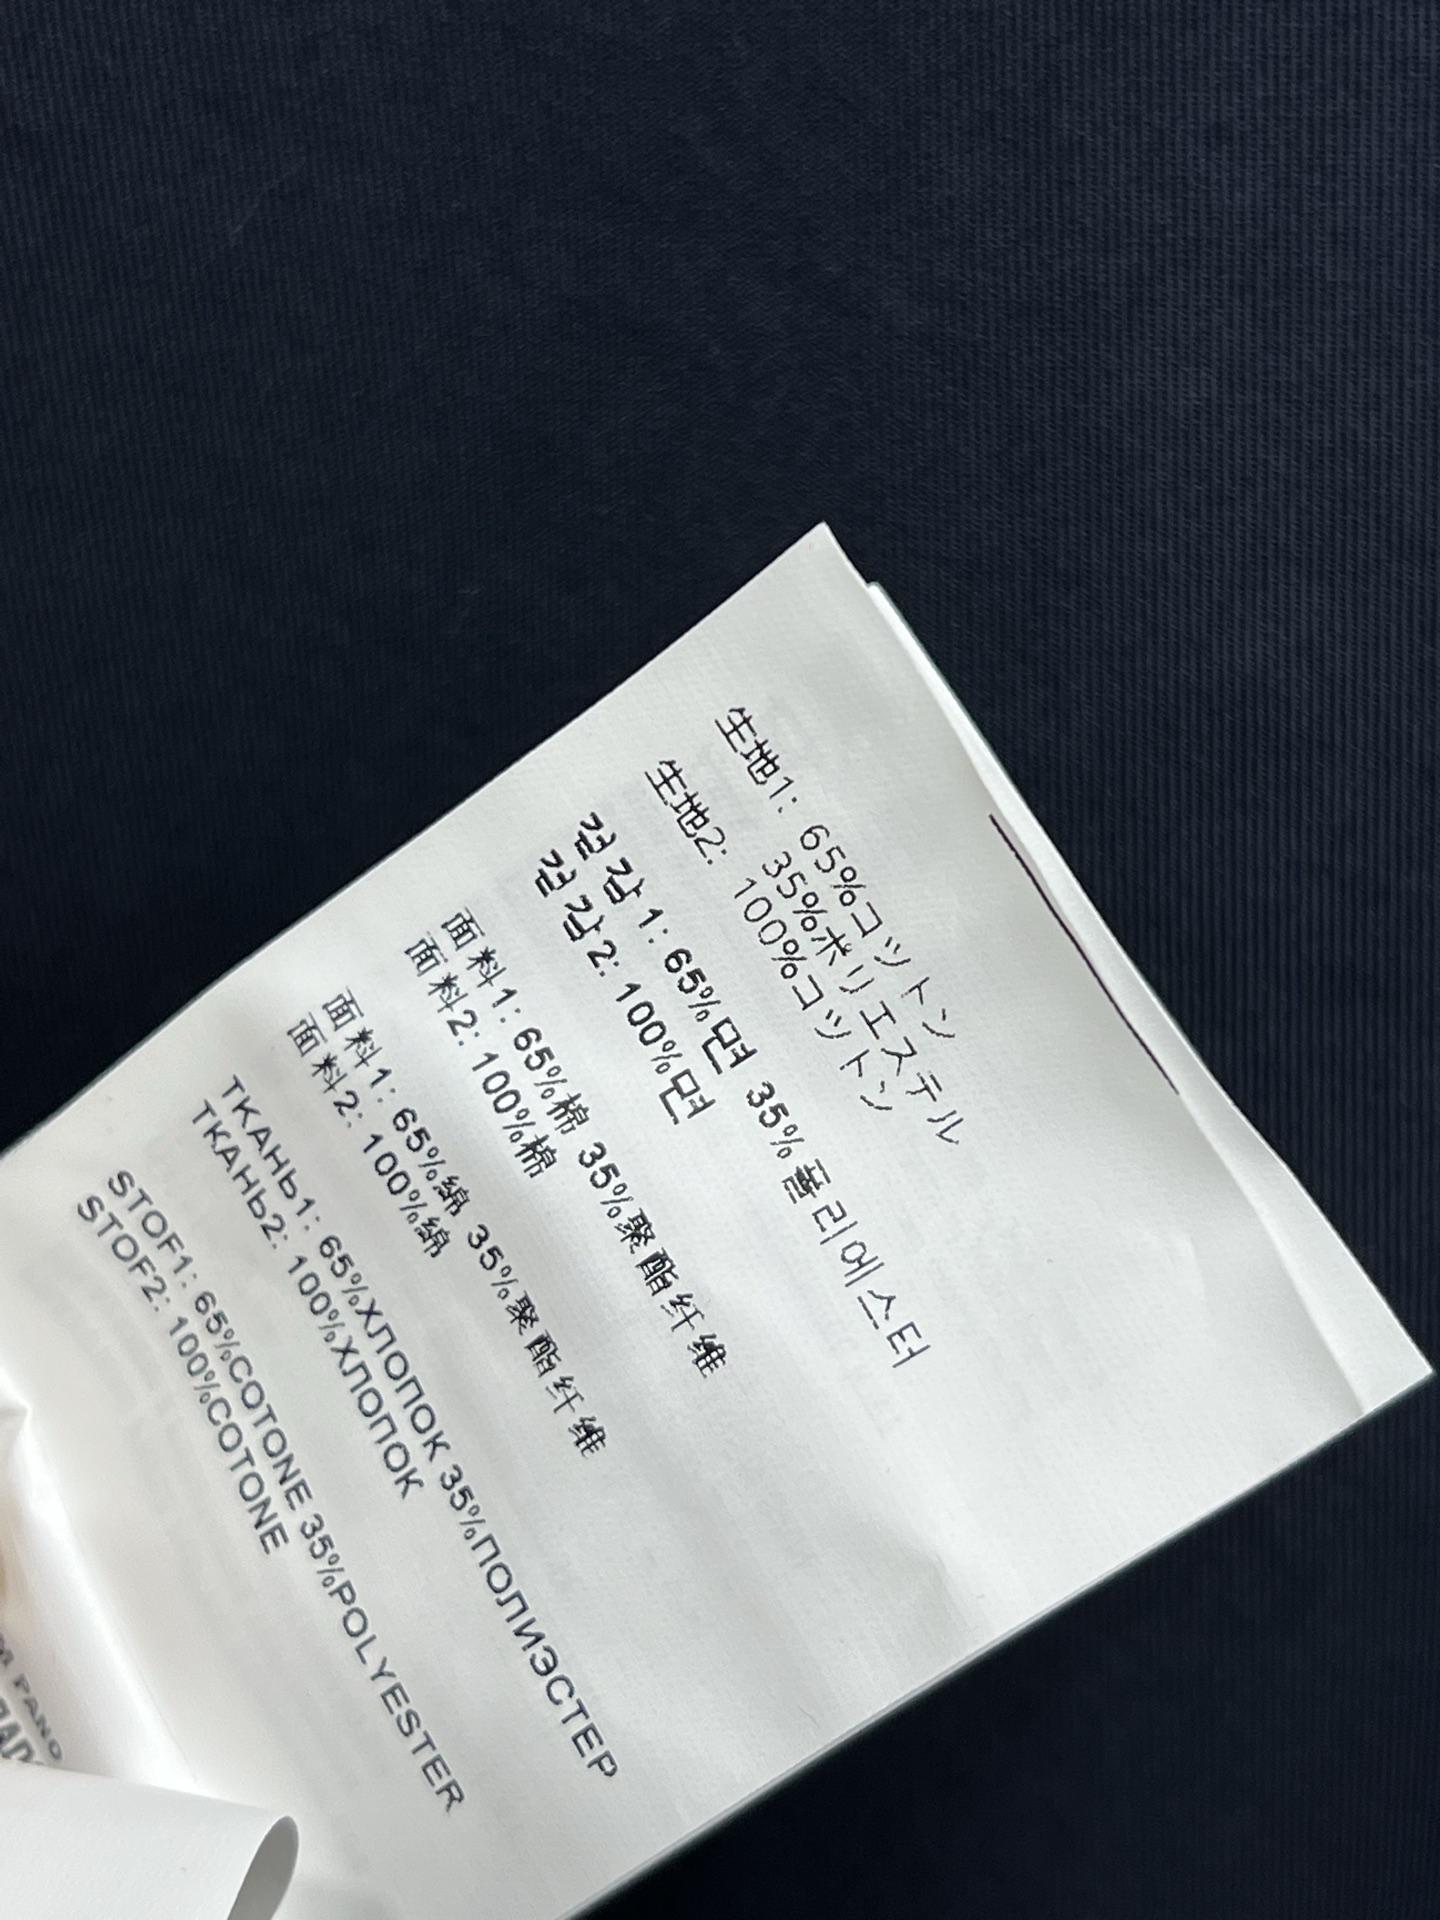 生地1: 65%コットン
35%ポリエステル
生地2: 100%コットン
겉감1: 65%면 35%폴리에스터
겉감2: 100%면
面料1: 65%棉 35%聚酯纤维
面料2: 100%棉
面料1: 65%綿 35%聚酯纤维
面料2: 100%綿
ТКАНЬ1: 65%ХЛОПОК 35%ПОЛИЭСТЕР
ТКАНЬ2: 100%ХЛОПОК
STOF1: 65%COTONE 35%POLYESTER
STOF2: 100%COTONE